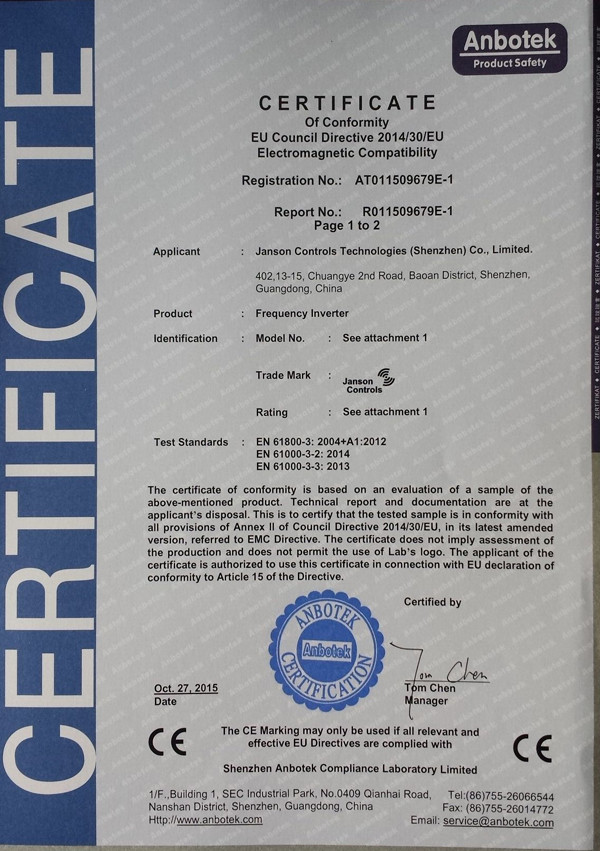 CERTIFICATE
Anbotek
Product Safety
CERTIFICATE
Of Conformity
EU Council Directive 2014/30/EU
Electromagnetic Compatibility
Registration No.: AT011509679E-1
Report No.: R011509679E-1
Page 1 to 2
Applicant : Janson Controls Technologies (Shenzhen) Co., Limited.
402,13-15, Chuangye 2nd Road, Baoan District, Shenzhen,
Guangdong, China
Product : Frequency Inverter
Identification : Model No. : See attachment 1
Trade Mark : Janson
Controls
Rating : See attachment 1
Test Standards : EN 61800-3: 2004+A1:2012
EN 61000-3-2: 2014
EN 61000-3-3: 2013
The certificate of conformity is based on an evaluation of a sample of the
above-mentioned product. Technical report and documentation are at the
applicant's disposal. This is to certify that the tested sample is in conformity with
all provisions of Annex II of Council Directive 2014/30/EU, in its latest amended
version, referred to EMC Directive. The certificate does not imply assessment of
the production and does not permit the use of Lab's logo. The applicant of the
certificate is authorized to use this certificate in connection with EU declaration of
conformity to Article 15 of the Directive.
Certified by
ANBOTEK
Anbotek
CERTIFICATION
Tom Chen
Oct. 27, 2015
Tom Chen
Date
Manager
CE
The CE Marking may only be used if all relevant and
effective EU Directives are complied with
CE
Shenzhen Anbotek Compliance Laboratory Limited
1/F.,Building 1, SEC Industrial Park, No.0409 Qianhai Road,
Nanshan District, Shenzhen, Guangdong, China
Http://www.anbotek.com
Tel:(86)755-26066544
Fax: (86)755-26014772
Email: service@anbotek.com